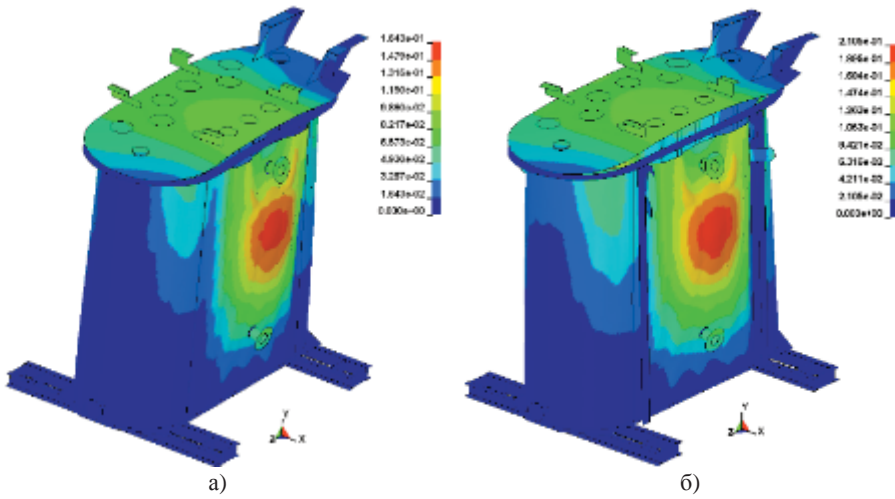 1.643e-01
1.479e-01
1.315e-01
1.150e-01
9.860e-02
8.217e-02
6.573e-02
4.930e-02
3.287e-02
1.643e-02
0.000e+00
Y
Z X
а)
2.105e-01
1.895e-01
1.684e-01
1.474e-01
1.263e-01
1.053e-01
8.421e-02
6.316e-02
4.211e-02
2.105e-02
0.000e+00
Y
Z X
б)